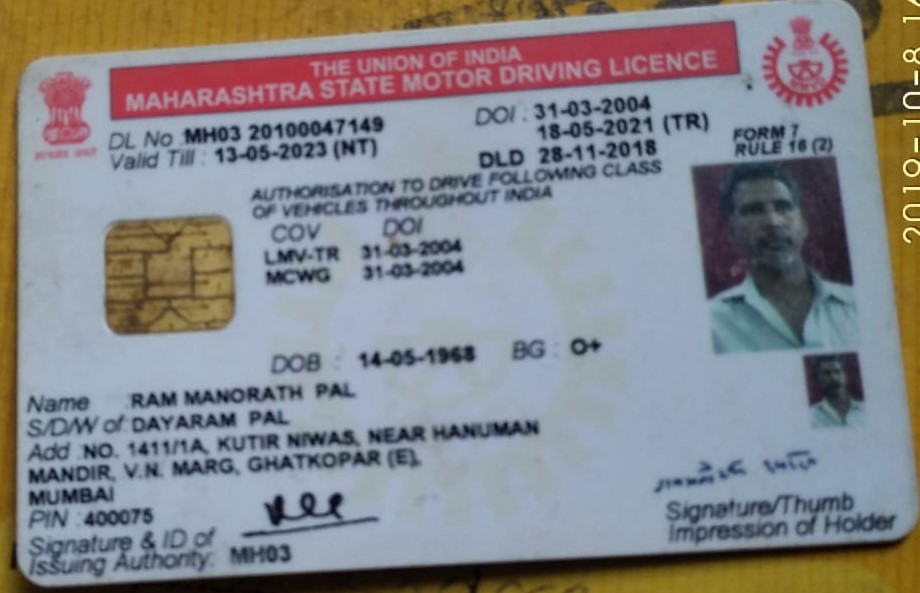 THE UNION OF INDIA
MAHARASHTRA STATE MOTOR DRIVING LICENCE
DL No : MH03 20100047149
Valid Till : 13-05-2023 (NT)
DOI : 31-03-2004
18-05-2021 (TR)
DLD 28-11-2018
FORM 7
RULE 16 (2)
AUTHORISATION TO DRIVE FOLLOWING CLASS
OF VEHICLES THROUGHOUT INDIA
COV DOI
LMV-TR 31-03-2004
MCWG 31-03-2004
DOB : 14-05-1968 BG : O+
Name : RAM MANORATH PAL
S/D/W of : DAYARAM PAL
Add : NO. 1411/1A, KUTIR NIWAS, NEAR HANUMAN
MANDIR, V.N. MARG, GHATKOPAR (E),
MUMBAI
PIN : 400075
Signature & ID of
Issuing Authority: MH03
Signature/Thumb
Impression of Holder
2019-10-8